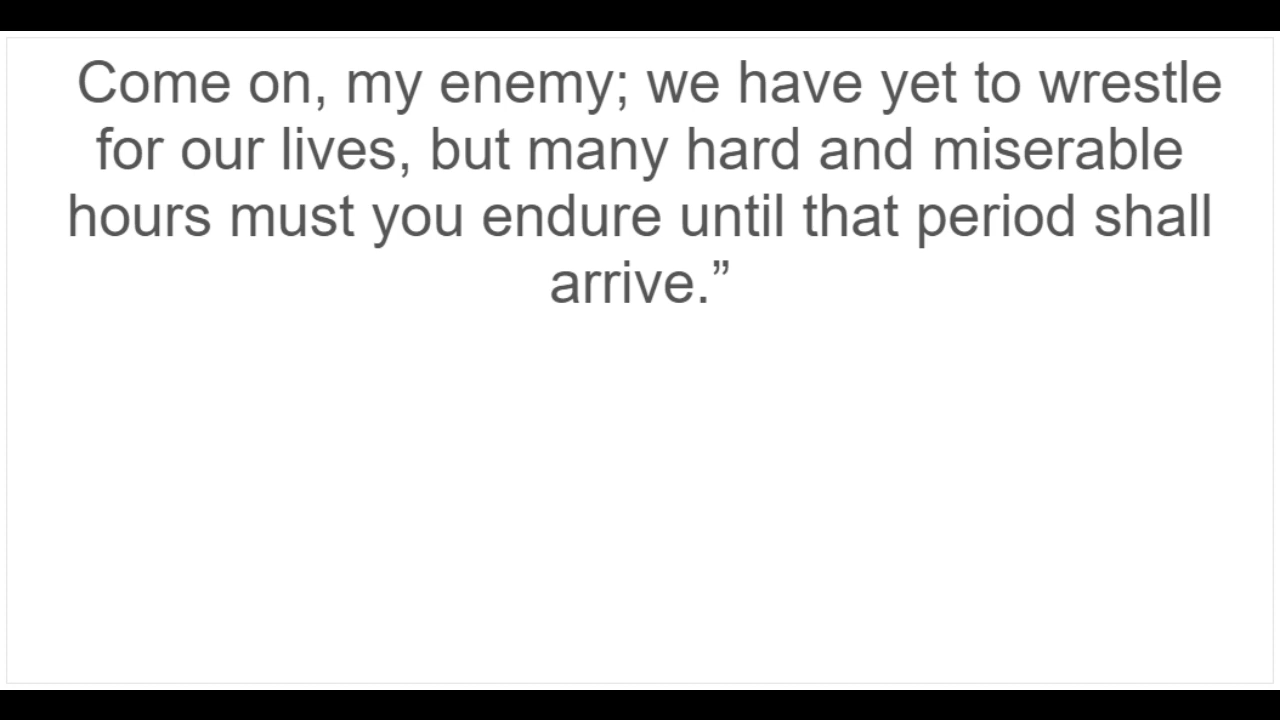 Come on, my enemy; we have yet to wrestle
for our lives, but many hard and miserable
hours must you endure until that period shall
arrive.”